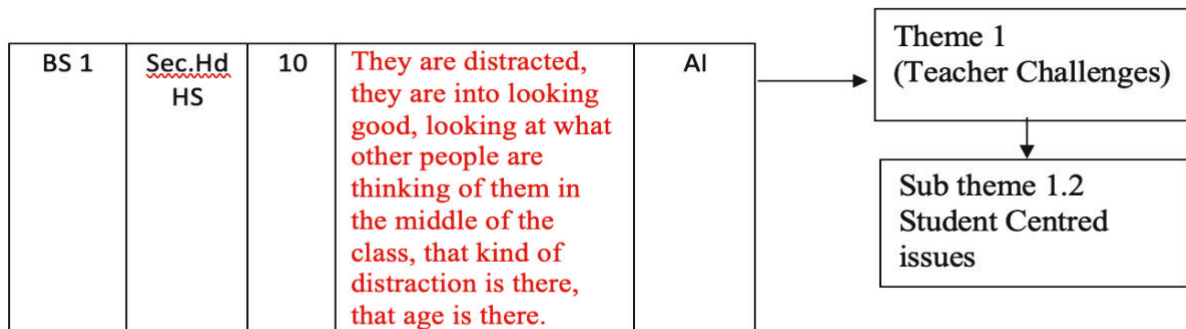 BS 1
Sec.Hd
HS
10
They are distracted,
they are into looking
good, looking at what
other people are
thinking of them in
the middle of the
class, that kind of
distraction is there,
that age is there.
AI
Theme 1
(Teacher Challenges)
Sub theme 1.2
Student Centred
issues